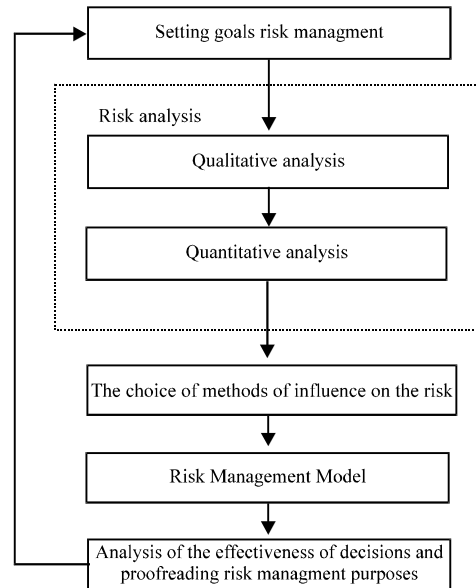 Setting goals risk managment
Risk analysis
Qualitative analysis
Quantitative analysis
The choice of methods of influence on the risk
Risk Management Model
Analysis of the effectiveness of decisions and
proofreading risk managment purposes